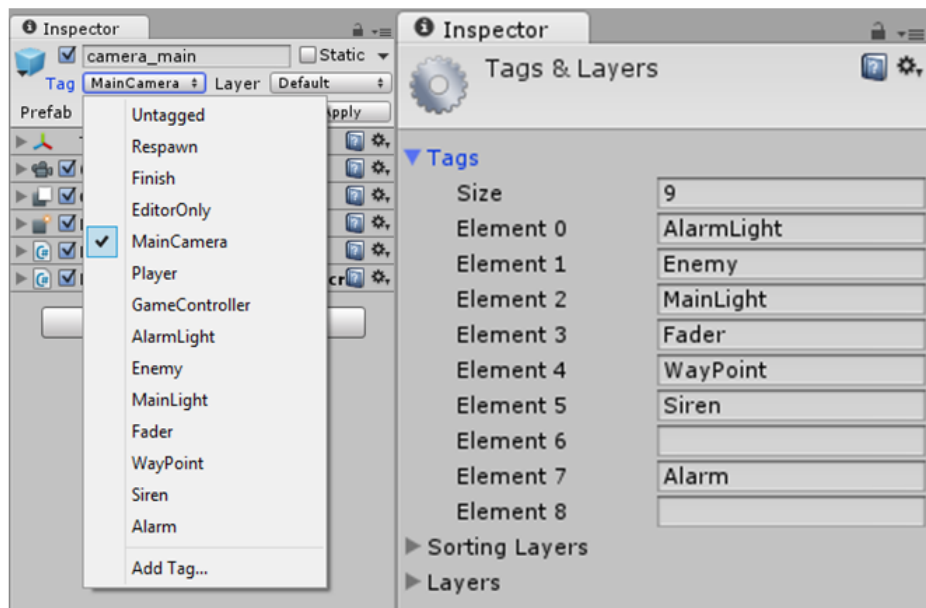 Inspector
camera_main Static
Tag MainCamera Layer Default
Prefab Apply
Untagged
Respawn
Finish
EditorOnly
MainCamera
Player
GameController
AlarmLight
Enemy
MainLight
Fader
WayPoint
Siren
Alarm
Add Tag...
Inspector
Tags & Layers
Tags
Size 9
Element 0 AlarmLight
Element 1 Enemy
Element 2 MainLight
Element 3 Fader
Element 4 WayPoint
Element 5 Siren
Element 6
Element 7 Alarm
Element 8
Sorting Layers
Layers